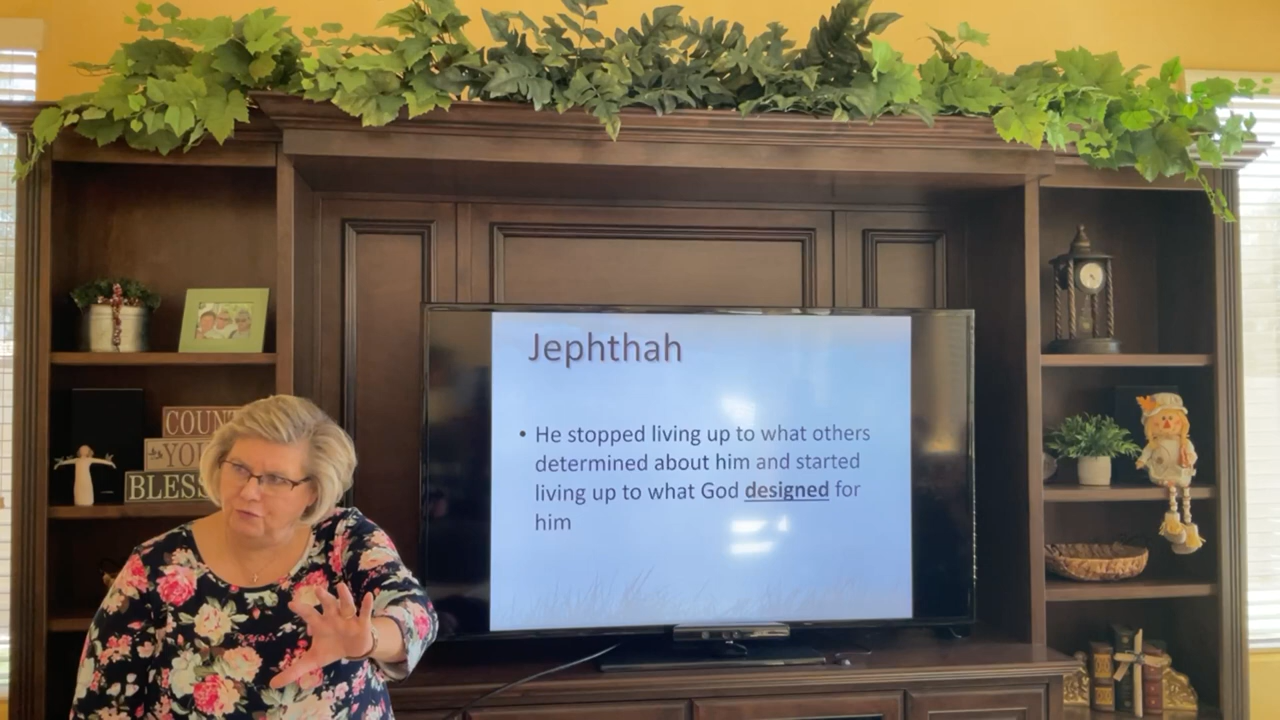 Jephthah
• He stopped living up to what others
determined about him and started
living up to what God designed for
him
COUNT
YOU
BLESS